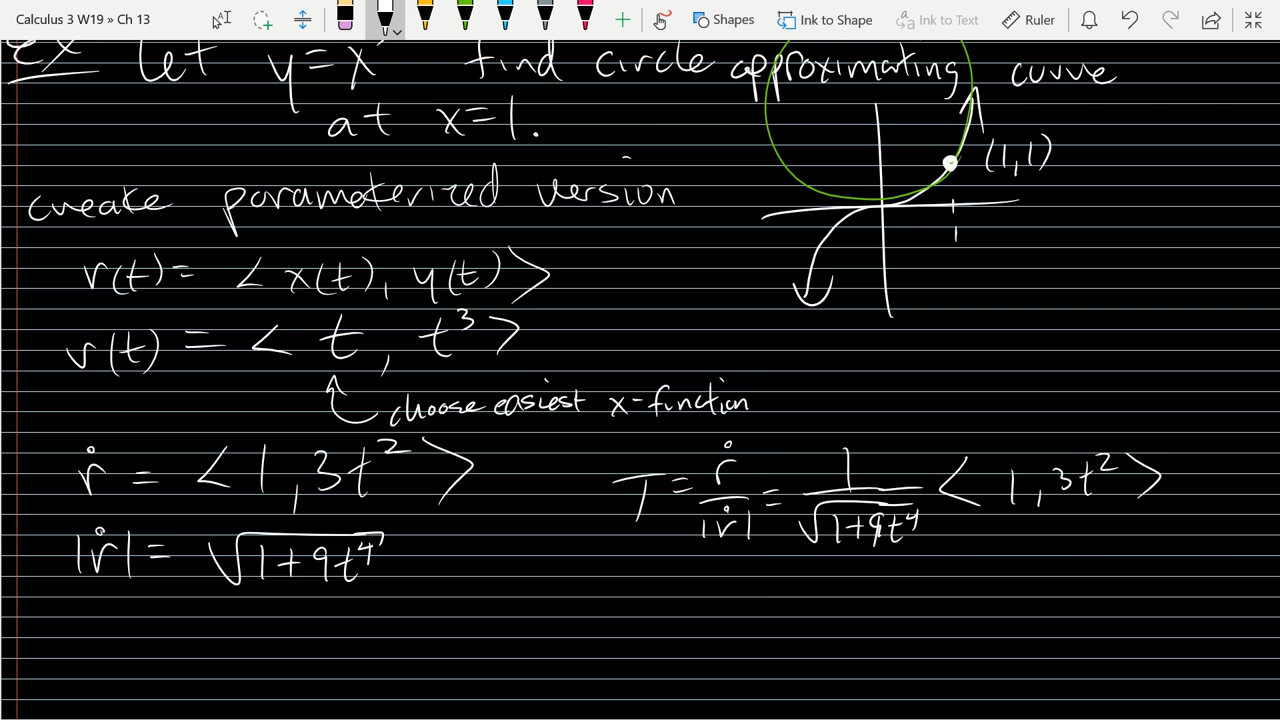 Calculus 3 W19 » Ch 13 Shapes Ink to Shape Ink to Text Ruler
Ex Let y = x³ find circle approximating curve
at x=1.
(1,1)
1
create parameterized version
r(t) = < x(t), y(t) >
r(t) = < t, t³ >
choose easiest x-function
ṙ = < 1, 3t² >
T = ṙ/|ṙ| = 1/√(1+9t⁴) < 1, 3t² >
|ṙ| = √(1+9t⁴)